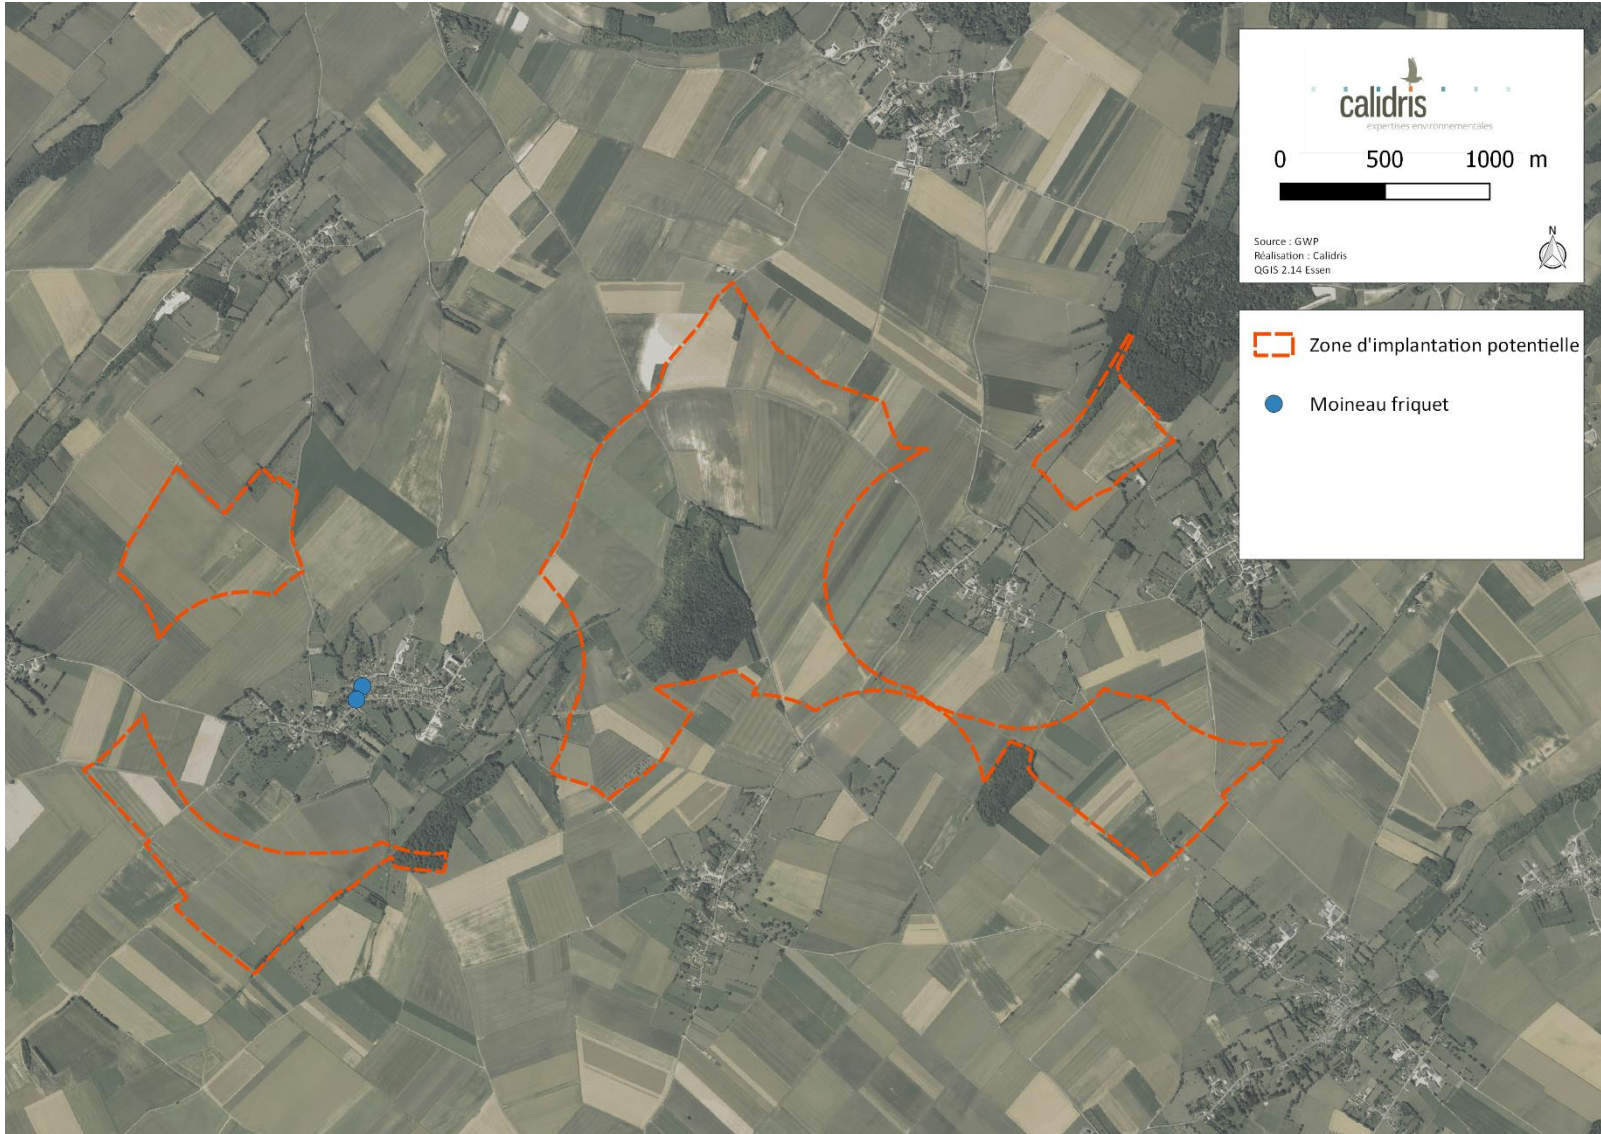 calidris
expertises environnementales
0 500 1000 m
Source : GWP
Réalisation : Calidris
QGIS 2.14 Essen
N
Zone d'implantation potentielle
Moineau friquet